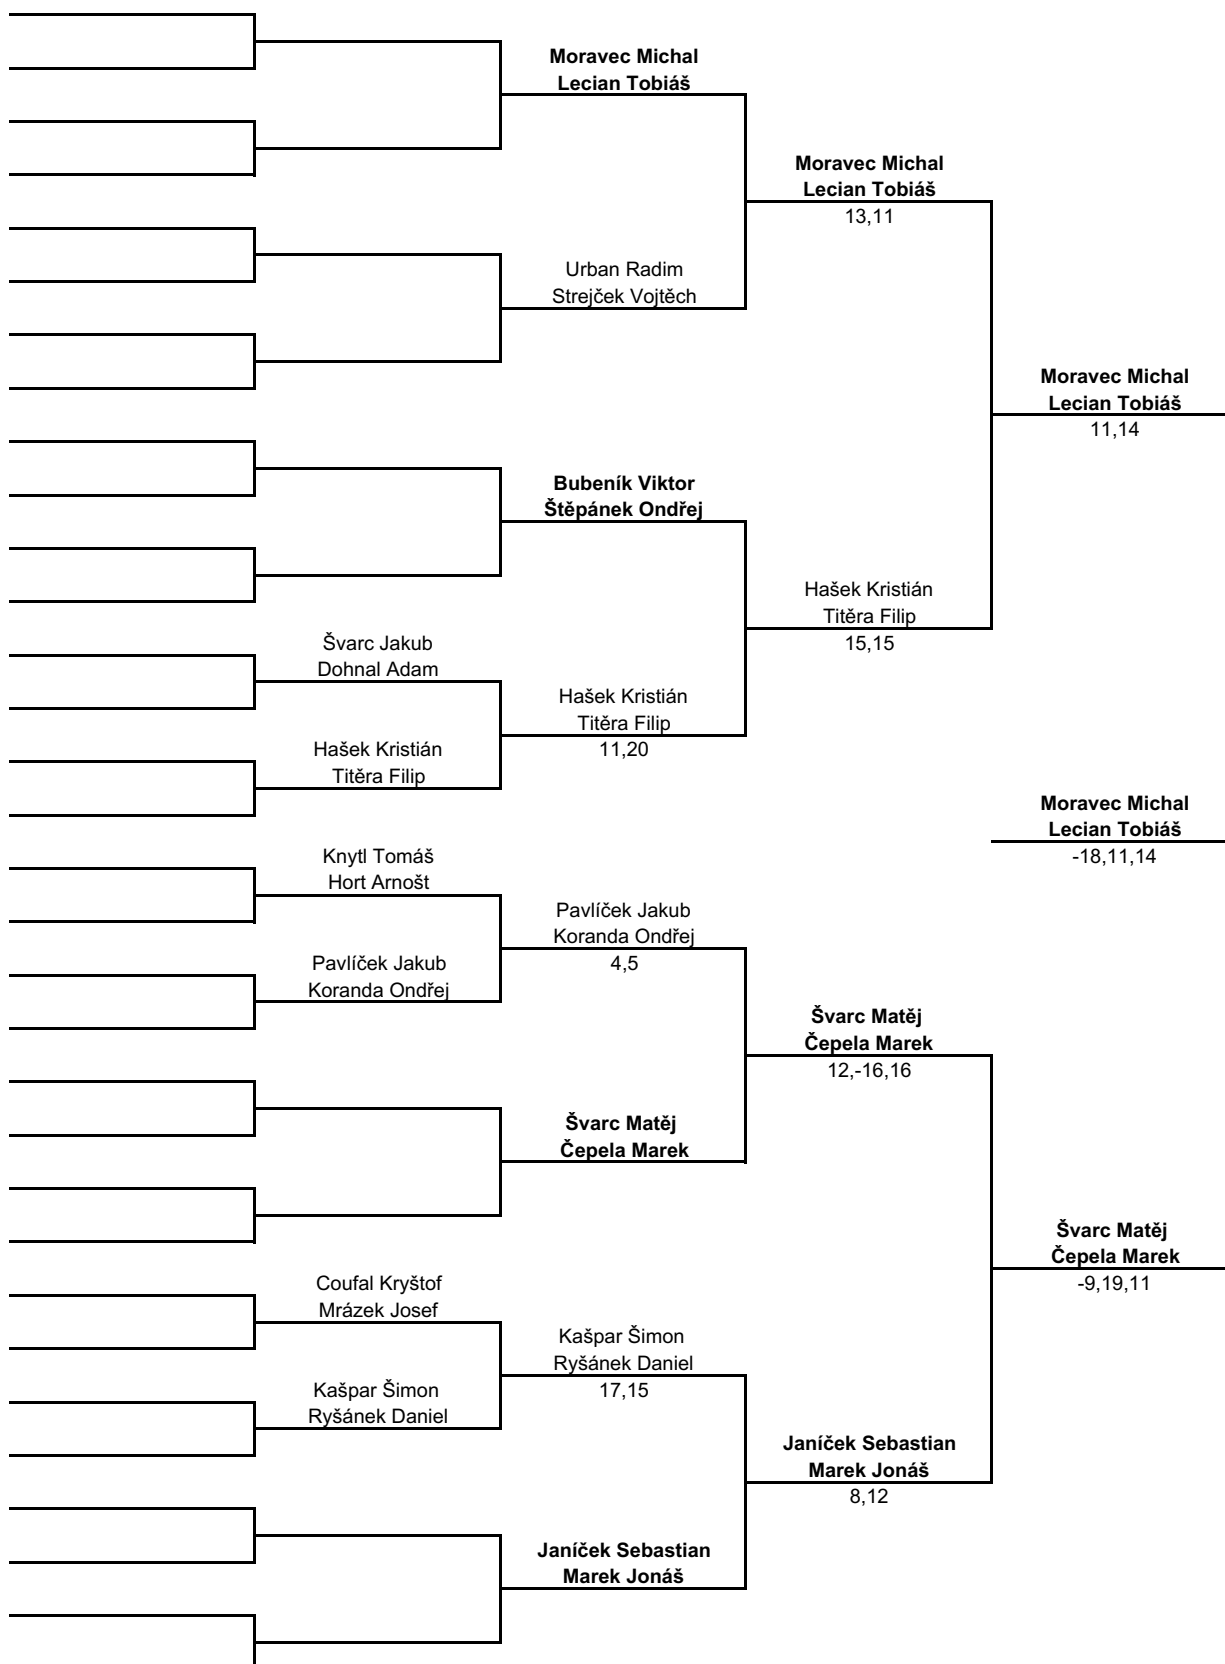 Moravec Michal
Lecian Tobiáš
Moravec Michal
Lecian Tobiáš
13,11
Urban Radim
Strejček Vojtěch
Moravec Michal
Lecian Tobiáš
11,14
Bubeník Viktor
Štěpánek Ondřej
Hašek Kristián
Titěra Filip
15,15
Švarc Jakub
Dohnal Adam
Hašek Kristián
Titěra Filip
11,20
Hašek Kristián
Titěra Filip
Moravec Michal
Lecian Tobiáš
-18,11,14
Knytl Tomáš
Hort Arnošt
Pavlíček Jakub
Koranda Ondřej
4,5
Pavlíček Jakub
Koranda Ondřej
Švarc Matěj
Čepela Marek
12,-16,16
Švarc Matěj
Čepela Marek
Švarc Matěj
Čepela Marek
-9,19,11
Coufal Kryštof
Mrázek Josef
Kašpar Šimon
Ryšánek Daniel
17,15
Kašpar Šimon
Ryšánek Daniel
Janíček Sebastian
Marek Jonáš
8,12
Janíček Sebastian
Marek Jonáš